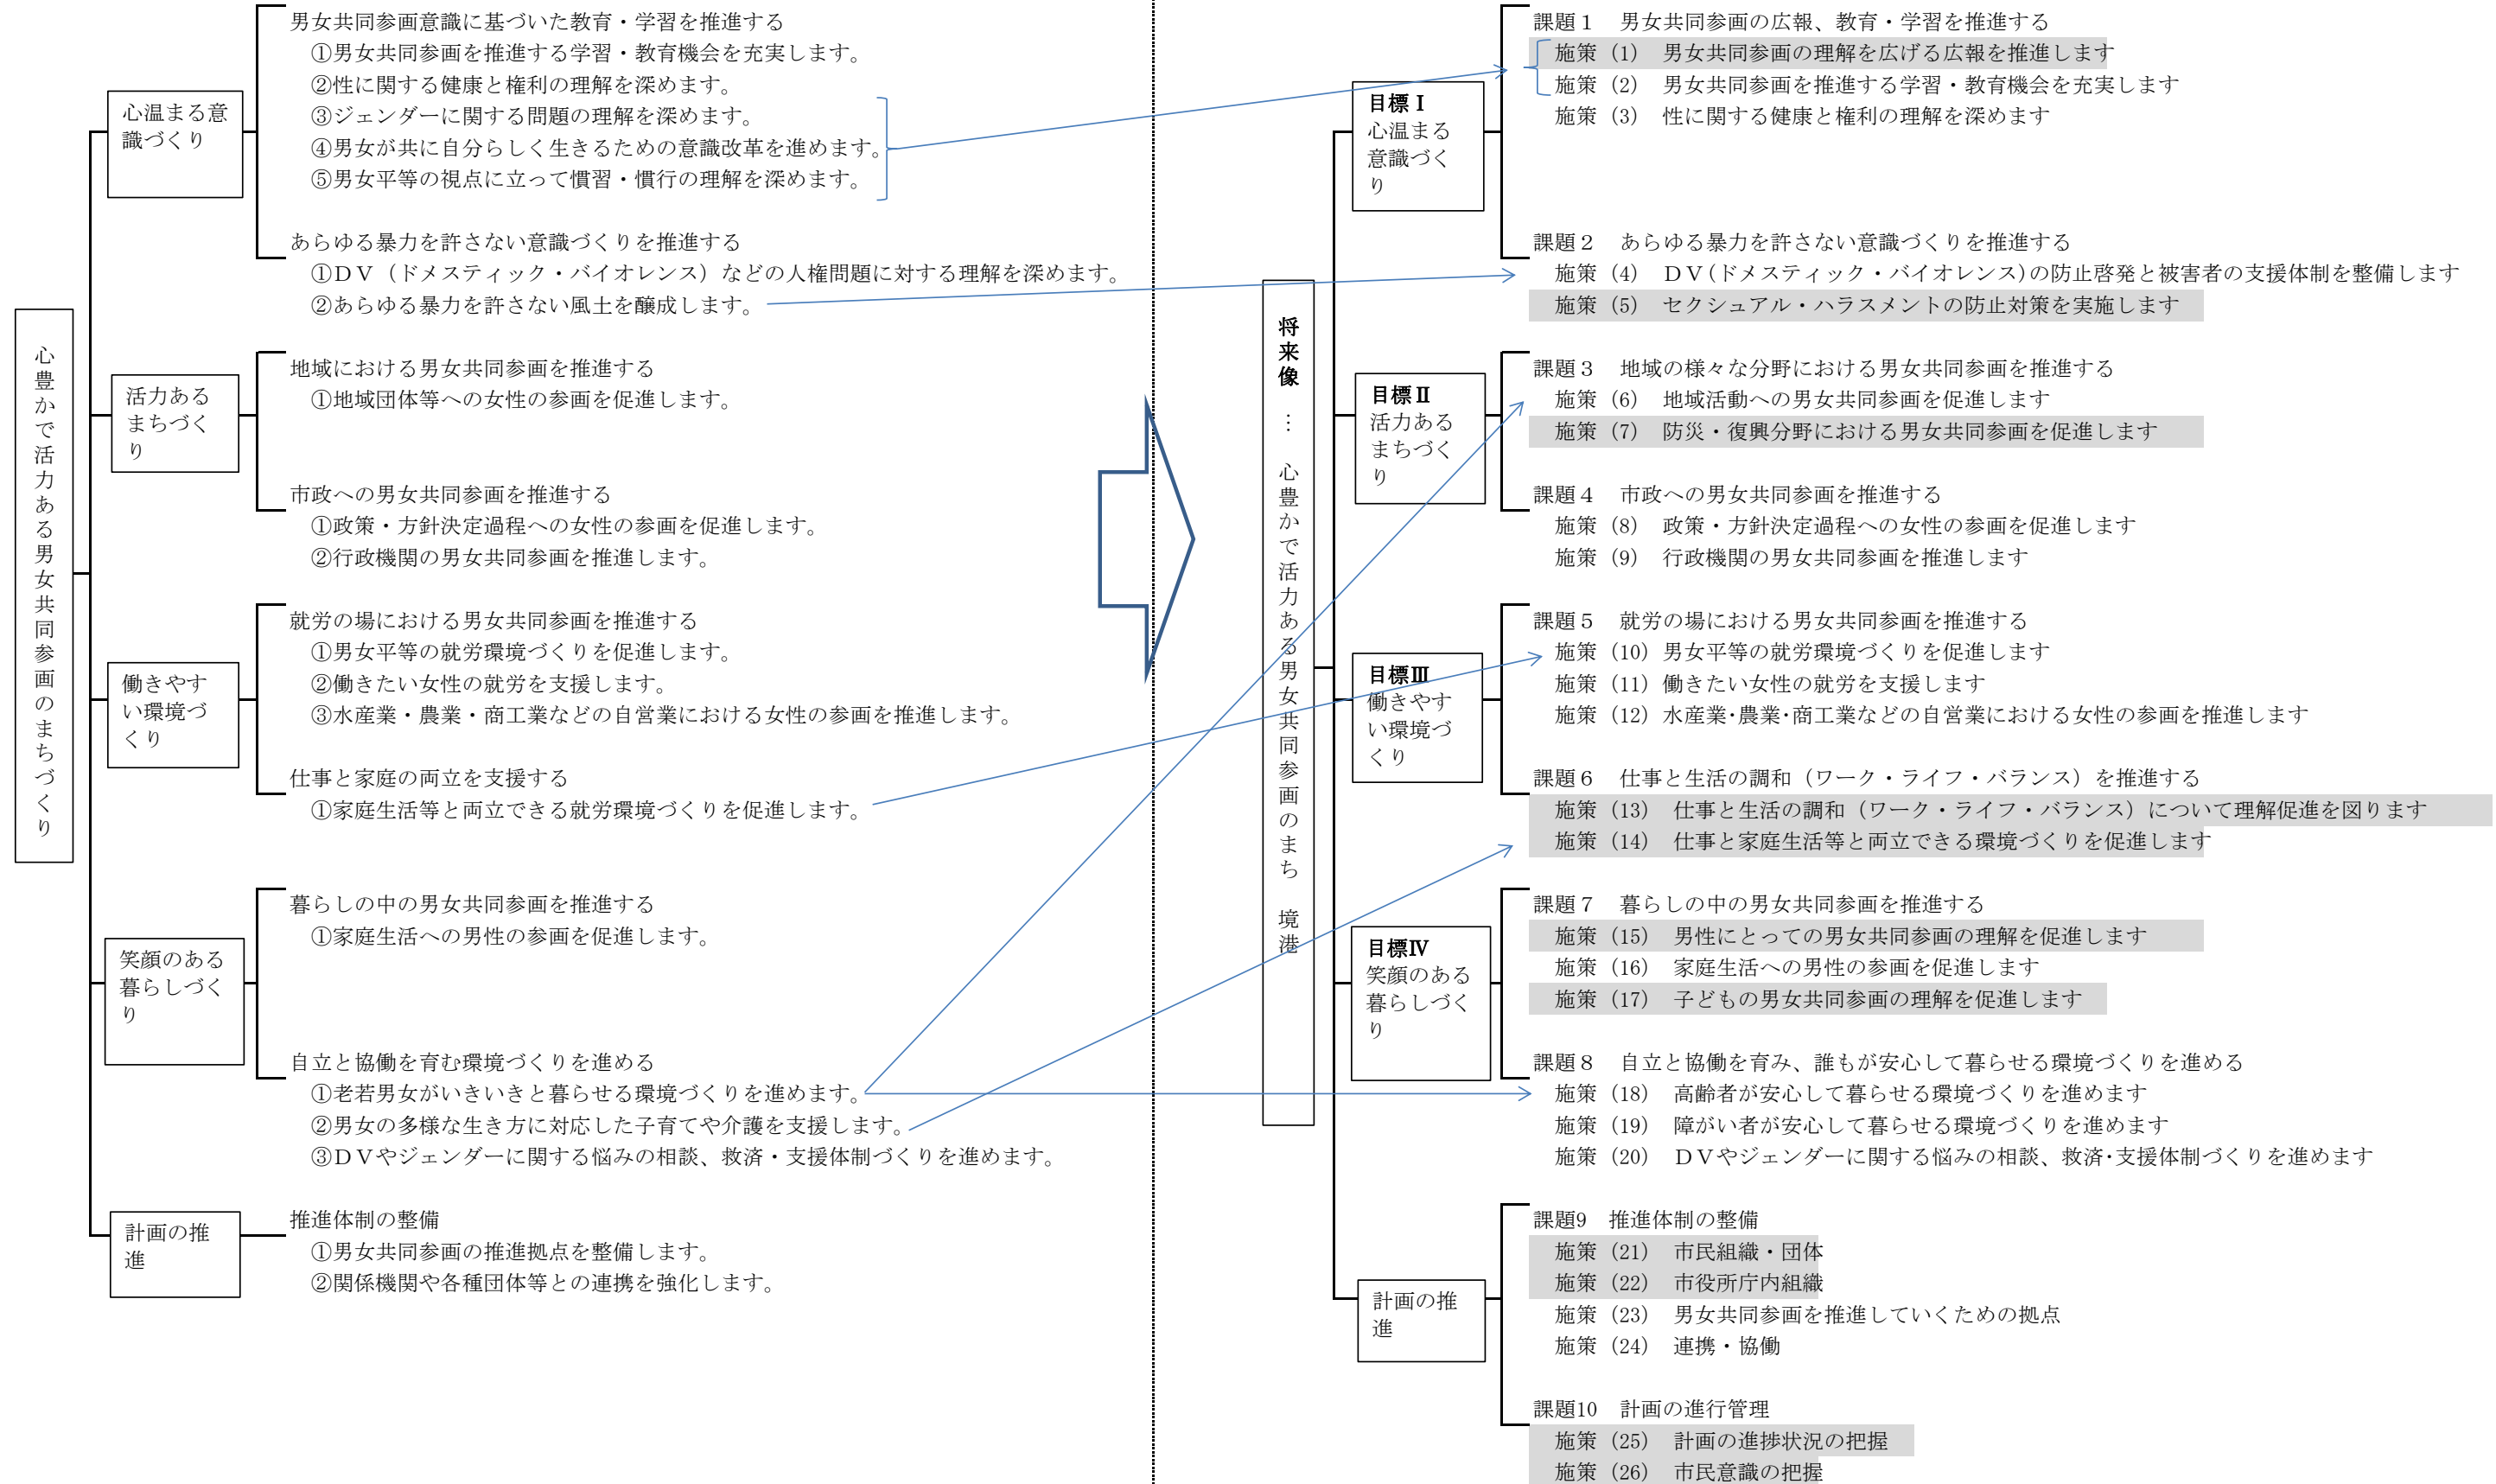 心豊かで活力ある男女共同参画のまちづくり
心温まる意
識づくり
男女共同参画意識に基づいた教育・学習を推進する
①男女共同参画を推進する学習・教育機会を充実します。
②性に関する健康と権利の理解を深めます。
③ジェンダーに関する問題の理解を深めます。
④男女が共に自分らしく生きるための意識改革を進めます。
⑤男女平等の視点に立って慣習・慣行の理解を深めます。
あらゆる暴力を許さない意識づくりを推進する
①ＤＶ（ドメスティック・バイオレンス）などの人権問題に対する理解を深めます。
②あらゆる暴力を許さない風土を醸成します。
活力ある
まちづく
り
地域における男女共同参画を推進する
①地域団体等への女性の参画を促進します。
市政への男女共同参画を推進する
①政策・方針決定過程への女性の参画を促進します。
②行政機関の男女共同参画を推進します。
働きやす
い環境づ
くり
就労の場における男女共同参画を推進する
①男女平等の就労環境づくりを促進します。
②働きたい女性の就労を支援します。
③水産業・農業・商工業などの自営業における女性の参画を推進します。
仕事と家庭の両立を支援する
①家庭生活等と両立できる就労環境づくりを促進します。
笑顔のある
暮らしづく
り
暮らしの中の男女共同参画を推進する
①家庭生活への男性の参画を促進します。
自立と協働を育む環境づくりを進める
①老若男女がいきいきと暮らせる環境づくりを進めます。
②男女の多様な生き方に対応した子育てや介護を支援します。
③ＤＶやジェンダーに関する悩みの相談、救済・支援体制づくりを進めます。
計画の推
進
推進体制の整備
①男女共同参画の推進拠点を整備します。
②関係機関や各種団体等との連携を強化します。
将来像 … 心豊かで活力ある男女共同参画のまち　境港
目標Ⅰ
心温まる
意識づく
り
課題１　男女共同参画の広報、教育・学習を推進する
施策（1）　男女共同参画の理解を広げる広報を推進します
施策（2）　男女共同参画を推進する学習・教育機会を充実します
施策（3）　性に関する健康と権利の理解を深めます
課題２　あらゆる暴力を許さない意識づくりを推進する
施策（4）　ＤＶ(ドメスティック・バイオレンス)の防止啓発と被害者の支援体制を整備します
施策（5）　セクシュアル・ハラスメントの防止対策を実施します
目標Ⅱ
活力ある
まちづく
り
課題３　地域の様々な分野における男女共同参画を推進する
施策（6）　地域活動への男女共同参画を促進します
施策（7）　防災・復興分野における男女共同参画を促進します
課題４　市政への男女共同参画を推進する
施策（8）　政策・方針決定過程への女性の参画を促進します
施策（9）　行政機関の男女共同参画を推進します
目標Ⅲ
働きやす
い環境づ
くり
課題５　就労の場における男女共同参画を推進する
施策（10）男女平等の就労環境づくりを促進します
施策（11）働きたい女性の就労を支援します
施策（12）水産業･農業･商工業などの自営業における女性の参画を推進します
課題６　仕事と生活の調和（ワーク・ライフ・バランス）を推進する
施策（13）　仕事と生活の調和（ワーク・ライフ・バランス）について理解促進を図ります
施策（14）　仕事と家庭生活等と両立できる環境づくりを促進します
目標Ⅳ
笑顔のある
暮らしづく
り
課題７　暮らしの中の男女共同参画を推進する
施策（15）　男性にとっての男女共同参画の理解を促進します
施策（16）　家庭生活への男性の参画を促進します
施策（17）　子どもの男女共同参画の理解を促進します
課題８　自立と協働を育み、誰もが安心して暮らせる環境づくりを進める
施策（18）　高齢者が安心して暮らせる環境づくりを進めます
施策（19）　障がい者が安心して暮らせる環境づくりを進めます
施策（20）　ＤＶやジェンダーに関する悩みの相談、救済･支援体制づくりを進めます
計画の推
進
課題9　推進体制の整備
施策（21）　市民組織・団体
施策（22）　市役所庁内組織
施策（23）　男女共同参画を推進していくための拠点
施策（24）　連携・協働
課題10　計画の進行管理
施策（25）　計画の進捗状況の把握
施策（26）　市民意識の把握